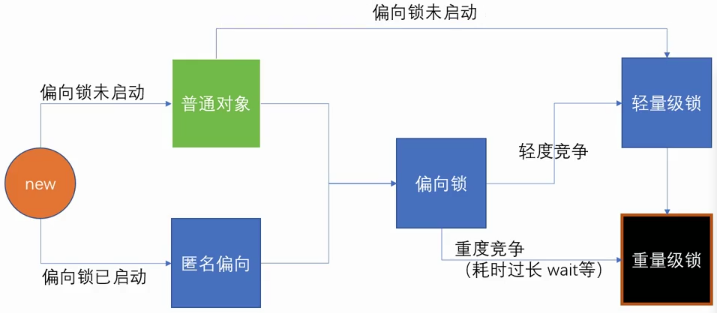 偏向锁未启动
偏向锁未启动
普通对象
轻量级锁
new
轻度竞争
偏向锁
偏向锁已启动
匿名偏向
重度竞争
（耗时过长 wait等）
重量级锁